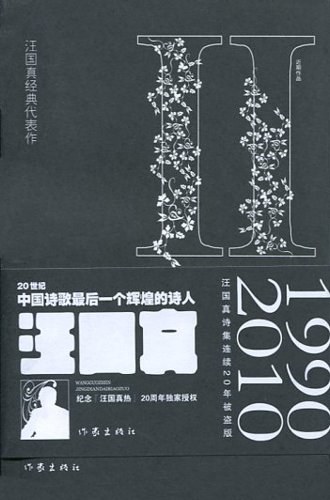 汪国真经典代表作
II
近期作品
20世纪
中国诗歌最后一个辉煌的诗人
汪国真
WANGGUOZHEN
JINGDIANDAIBIAOZUO
纪念「汪国真热」20周年独家授权
作家出版社
1990
2010
汪国真诗集连续20年被盗版
作家出版社